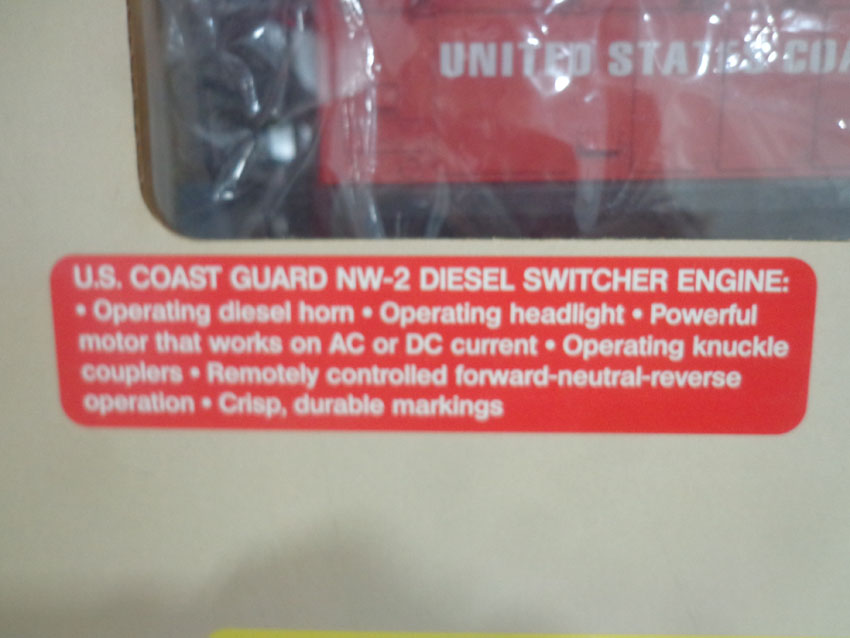 UNITED STATES COA
U.S. COAST GUARD NW-2 DIESEL SWITCHER ENGINE:
• Operating diesel horn • Operating headlight • Powerful
motor that works on AC or DC current • Operating knuckle
couplers • Remotely controlled forward-neutral-reverse
operation • Crisp, durable markings